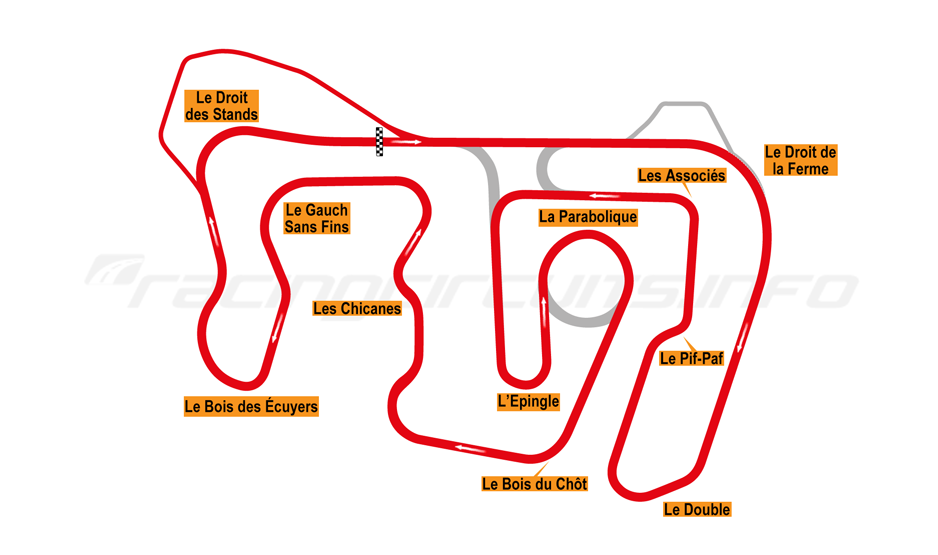 Le Droit
des Stands
Le Droit de
la Ferme
Les Associés
Le Gauch
Sans Fins
La Parabolique
racingcircuits.info
Les Chicanes
Le Pif-Paf
L'Epingle
Le Bois des Écuyers
Le Bois du Chôt
Le Double